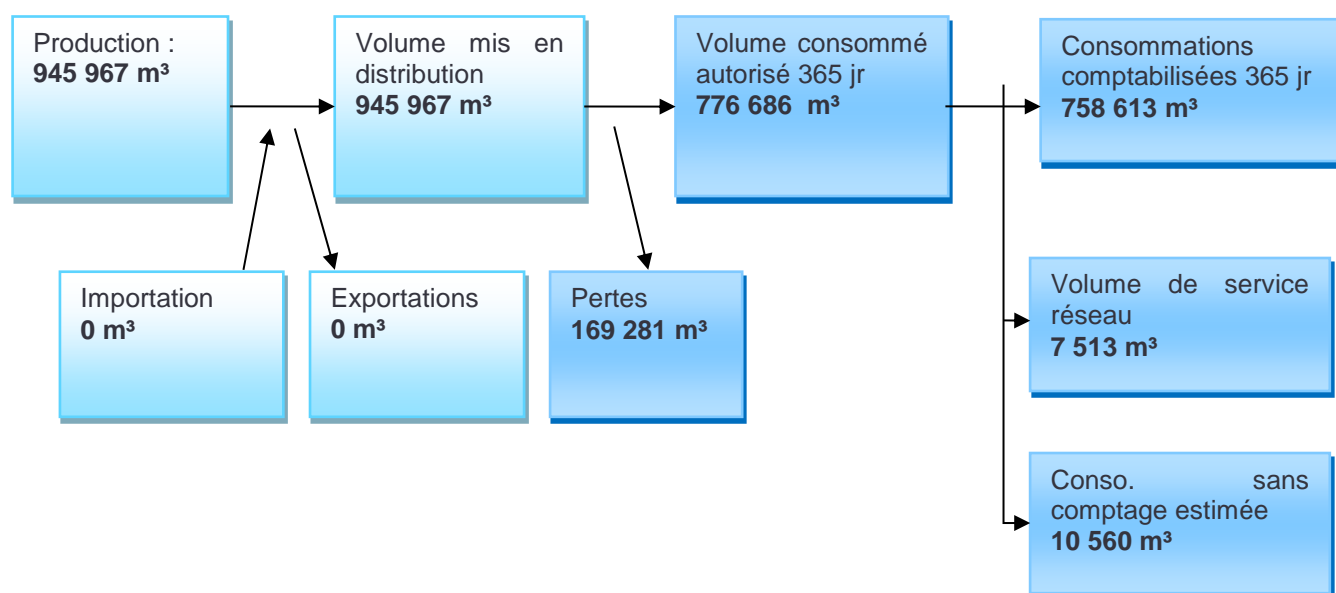 Production :
945 967 m³
Volume mis en
distribution
945 967 m³
Volume consommé
autorisé 365 jr
776 686 m³
Consommations
comptabilisées 365 jr
758 613 m³
Importation
0 m³
Exportations
0 m³
Pertes
169 281 m³
Volume de service
réseau
7 513 m³
Conso. sans
comptage estimée
10 560 m³